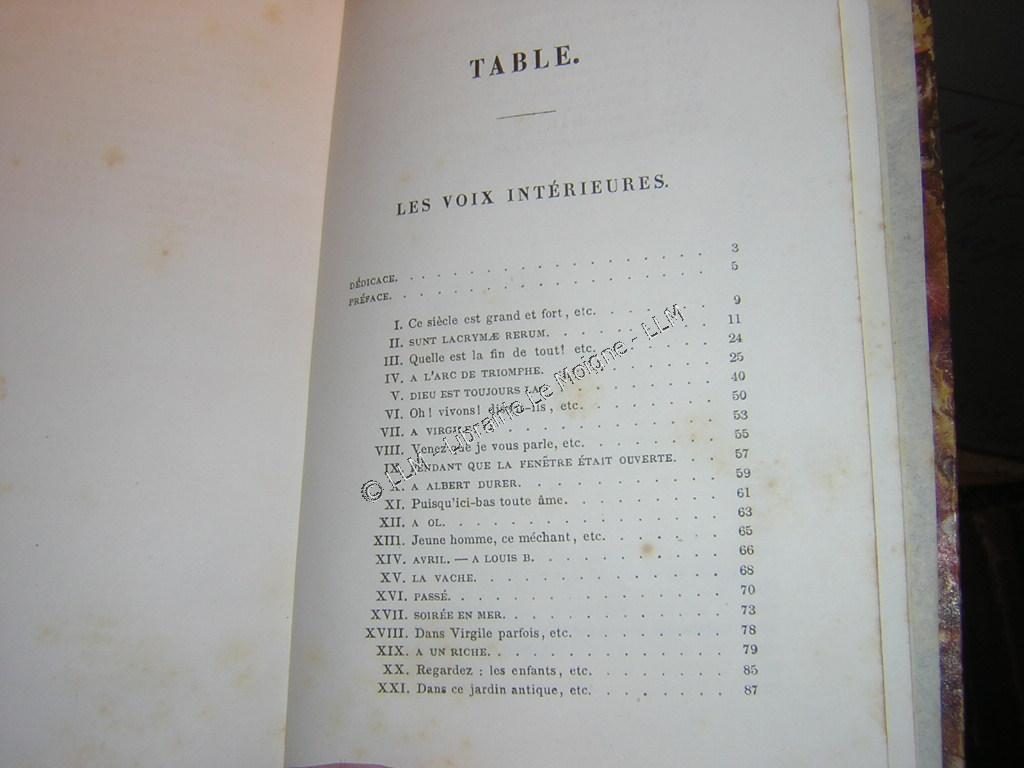 TABLE.
LES VOIX INTÉRIEURES.
DÉDICACE. . . . . . . . . . . . . . . . . . 3
PRÉFACE. . . . . . . . . . . . . . . . . . 5
I. Ce siècle est grand et fort, etc. . . . . . . . 9
II. SUNT LACRYMÆ RERUM. . . . . . . . . . 11
III. Quelle est la fin de tout! etc. . . . . . . . 24
IV. A L'ARC DE TRIOMPHE. . . . . . . . . . 25
V. DIEU EST TOUJOURS LA. . . . . . . . . 40
VI. Oh! vivons! disent-ils, etc. . . . . . . . . 50
VII. A VIRGILE. . . . . . . . . . . . . . 53
VIII. Venez que je vous parle, etc. . . . . . . . 55
IX. PENDANT QUE LA FENÊTRE ÉTAIT OUVERTE. . . 57
X. A ALBERT DURER. . . . . . . . . . . 59
XI. Puisqu'ici-bas toute âme. . . . . . . . . 61
XII. A OL. . . . . . . . . . . . . . . . 63
XIII. Jeune homme, ce méchant, etc. . . . . . . 65
XIV. AVRIL. — A LOUIS B. . . . . . . . . . 66
XV. LA VACHE. . . . . . . . . . . . . . 68
XVI. PASSÉ. . . . . . . . . . . . . . . 70
XVII. SOIRÉE EN MER. . . . . . . . . . . . 73
XVIII. Dans Virgile parfois, etc. . . . . . . . . 78
XIX. A UN RICHE. . . . . . . . . . . . . 79
XX. Regardez : les enfants, etc. . . . . . . . 85
XXI. Dans ce jardin antique, etc. . . . . . . . 87
© LLM - Librairie Le Moigne - LLM